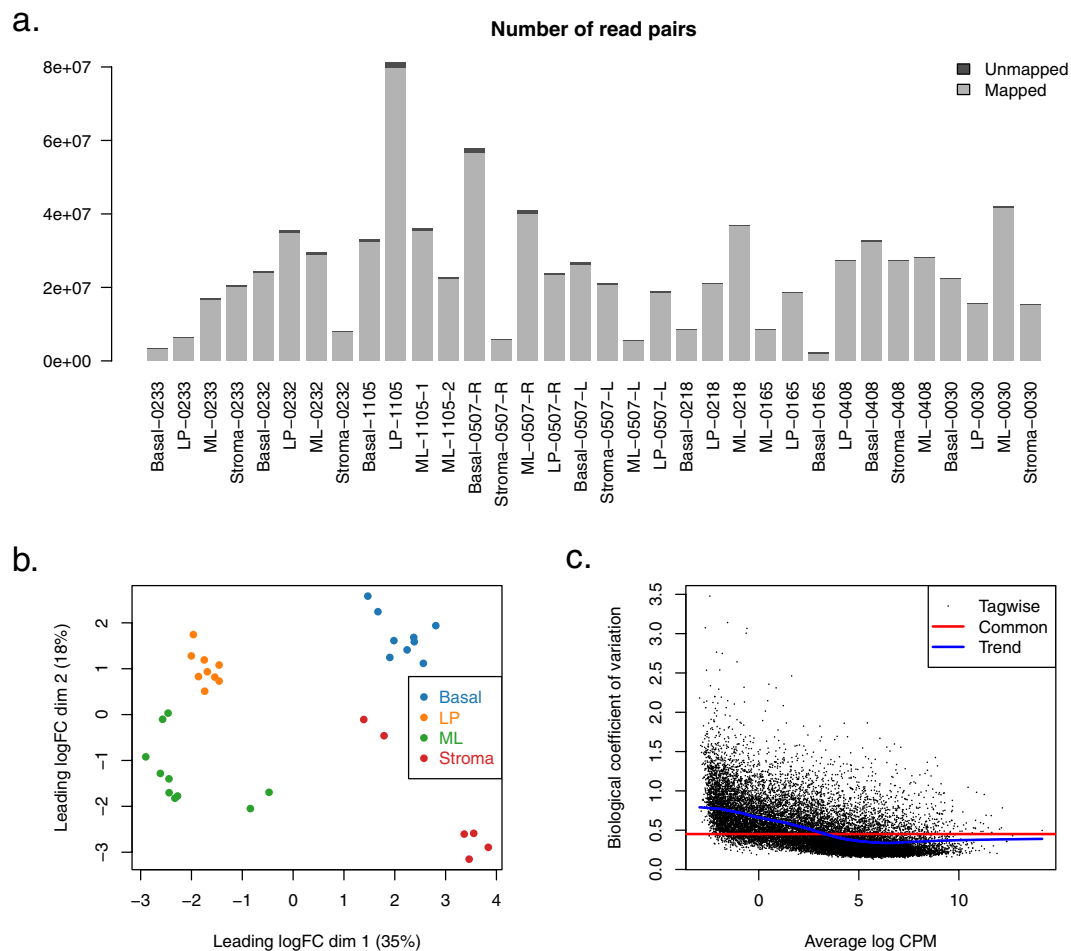 a.
Number of read pairs
Unmapped
Mapped
8e+07
6e+07
4e+07
2e+07
0e+00
Basal−0233
LP−0233
ML−0233
Stroma−0233
Basal−0232
LP−0232
ML−0232
Stroma−0232
Basal−1105
LP−1105
ML−1105−1
ML−1105−2
Basal−0507−R
Stroma−0507−R
ML−0507−R
LP−0507−R
Basal−0507−L
Stroma−0507−L
ML−0507−L
LP−0507−L
Basal−0218
LP−0218
ML−0218
ML−0165
LP−0165
Basal−0165
LP−0408
Basal−0408
Stroma−0408
ML−0408
Basal−0030
LP−0030
ML−0030
Stroma−0030
b.
Leading logFC dim 2 (18%)
2
1
0
−1
−2
−3
Basal
LP
ML
Stroma
−3 −2 −1 0 1 2 3 4
Leading logFC dim 1 (35%)
c.
Biological coefficient of variation
3.5
3.0
2.5
2.0
1.5
1.0
0.5
0.0
Tagwise
Common
Trend
0 5 10
Average log CPM